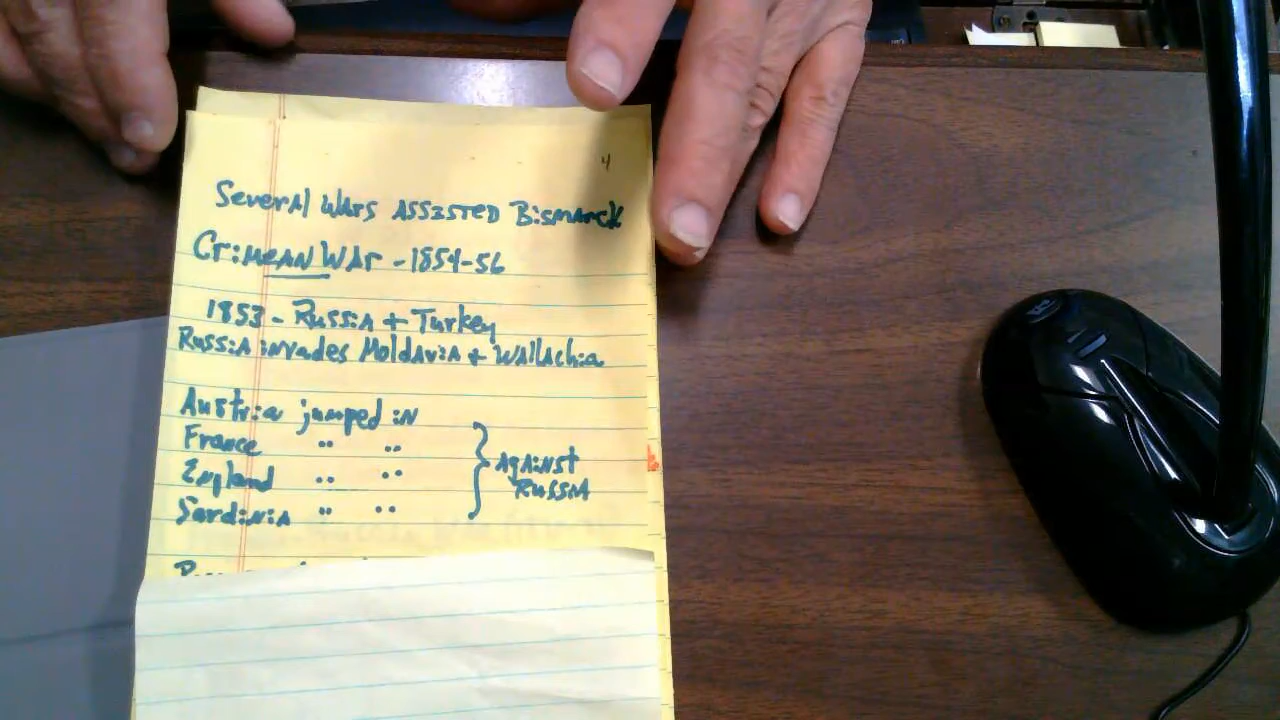 4
Several Wars Assisted Bismarck
Crimean War - 1854-56
1853 - Russia + Turkey
Russia invades Moldavia + Wallachia
Austria jumped in
France " "
England " "
Sardinia " "
} Against
Russia